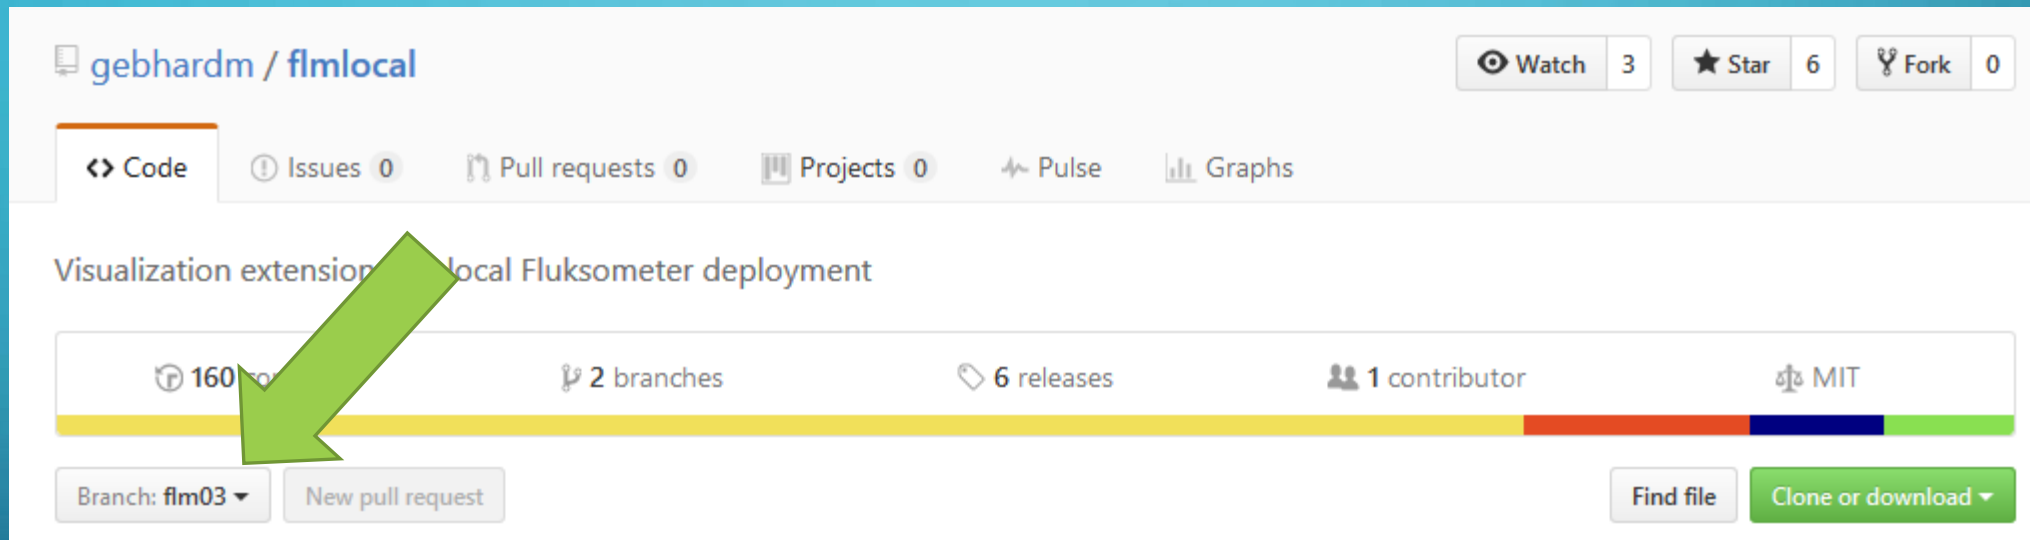 gebhardm / flmlocal
Watch 3 Star 6 Fork 0
Code Issues 0 Pull requests 0 Projects 0 Pulse Graphs
Visualization extension local Fluksometer deployment
160 2 branches 6 releases 1 contributor MIT
Branch: flm03 New pull request Find file Clone or download